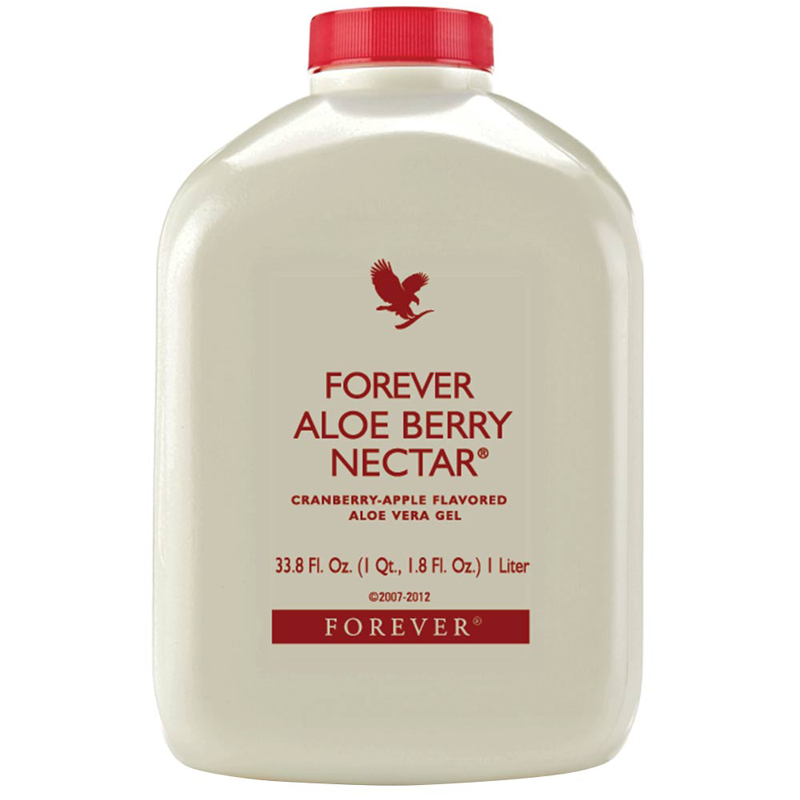 FOREVER
ALOE BERRY
NECTAR®
CRANBERRY-APPLE FLAVORED
ALOE VERA GEL
33.8 Fl. Oz. (1 Qt., 1.8 Fl. Oz.) 1 Liter
©2007-2012
FOREVER®